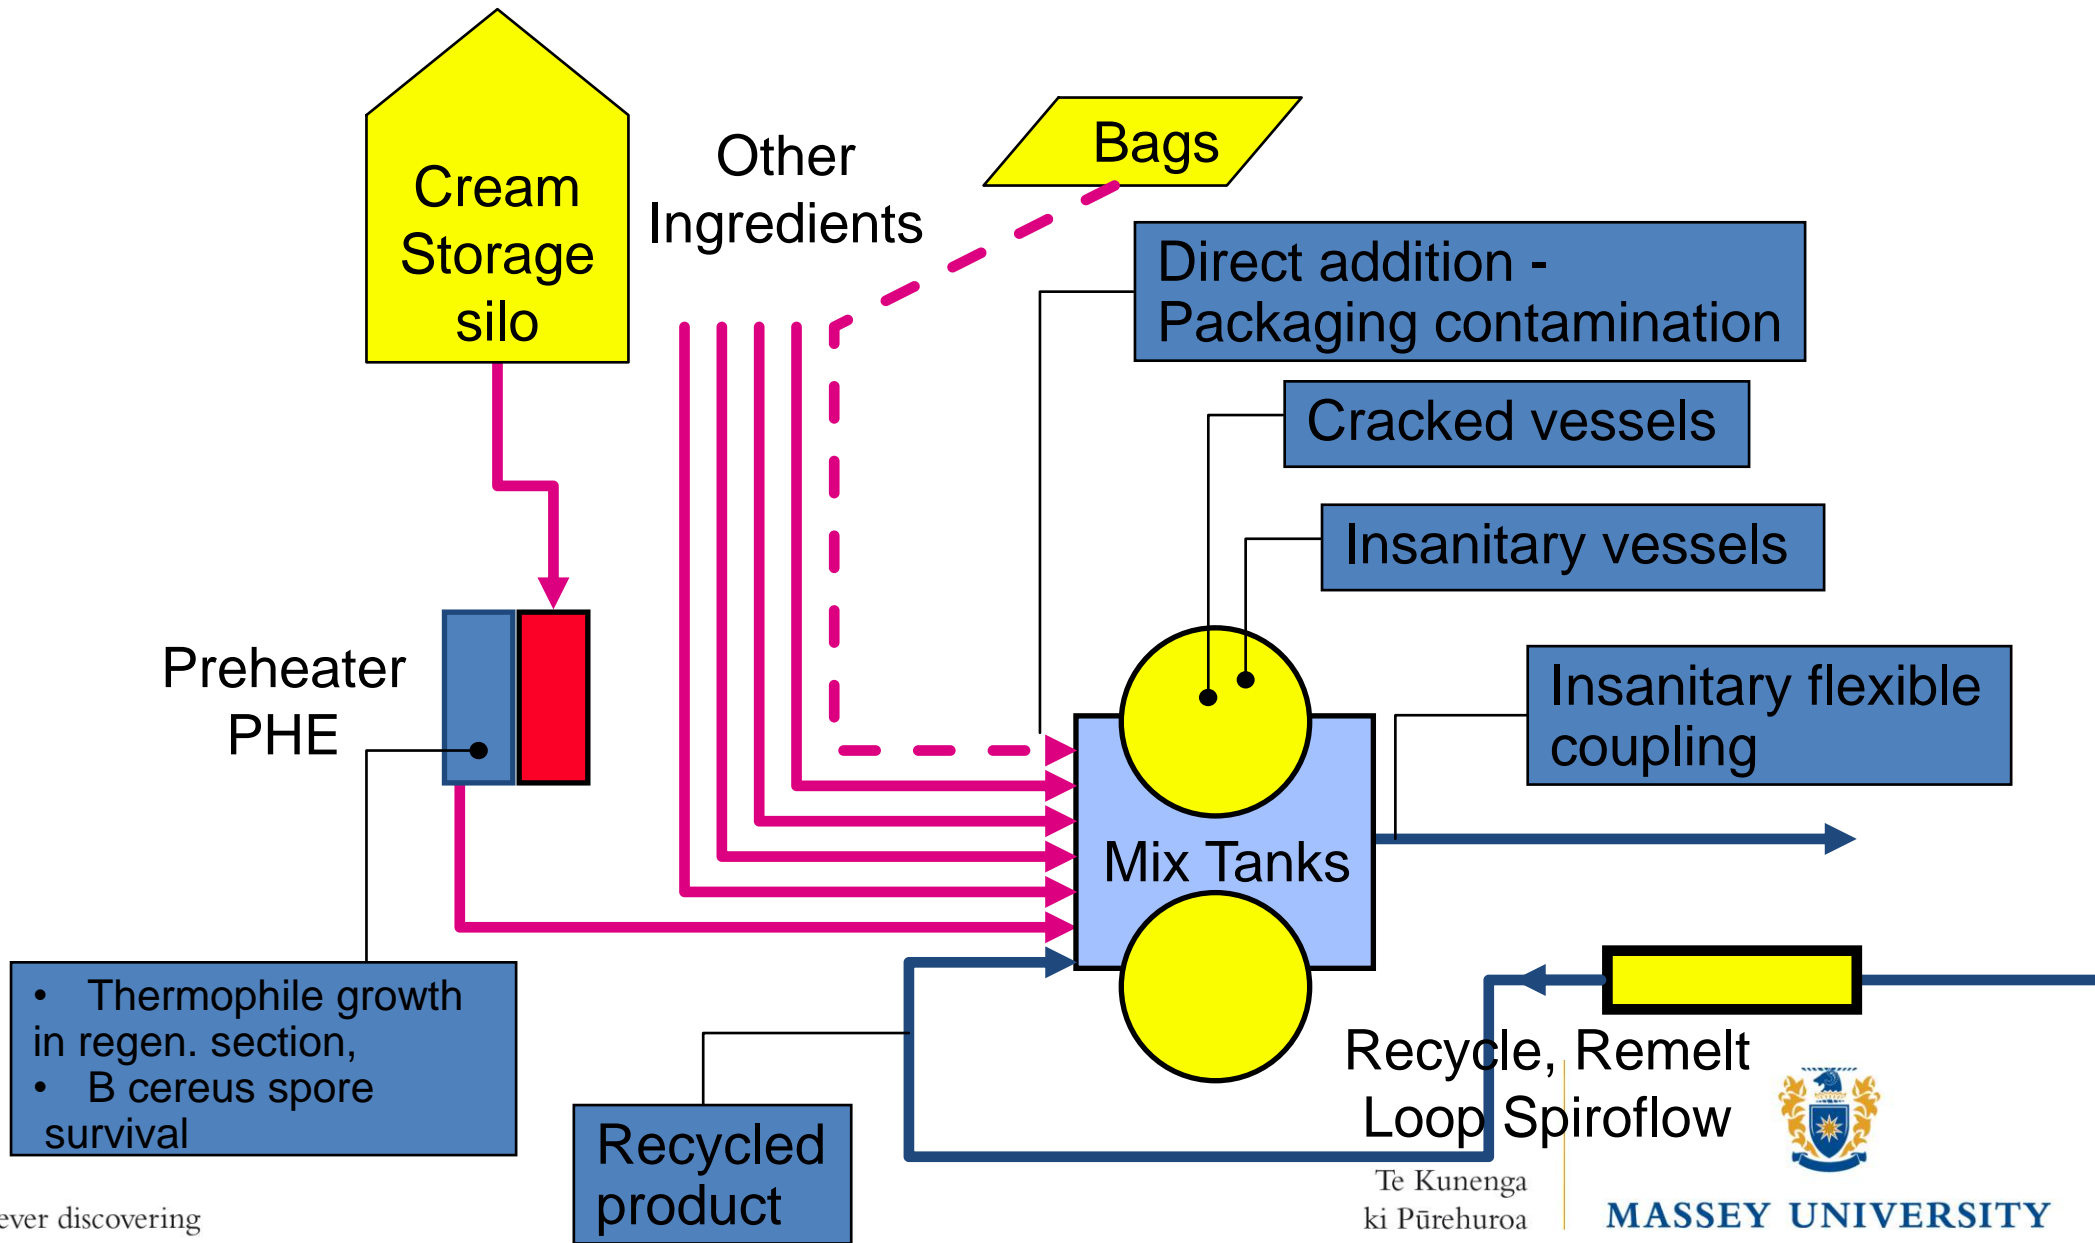 Cream
Storage
silo
Other
Ingredients
Bags
Direct addition -
Packaging contamination
Cracked vessels
Insanitary vessels
Insanitary flexible
coupling
Preheater
PHE
Mix Tanks
• Thermophile growth
in regen. section,
• B cereus spore
survival
Recycled
product
Recycle, Remelt
Loop Spiroflow
Te Kunenga
ki Pūrehuroa
MASSEY UNIVERSITY
ever discovering